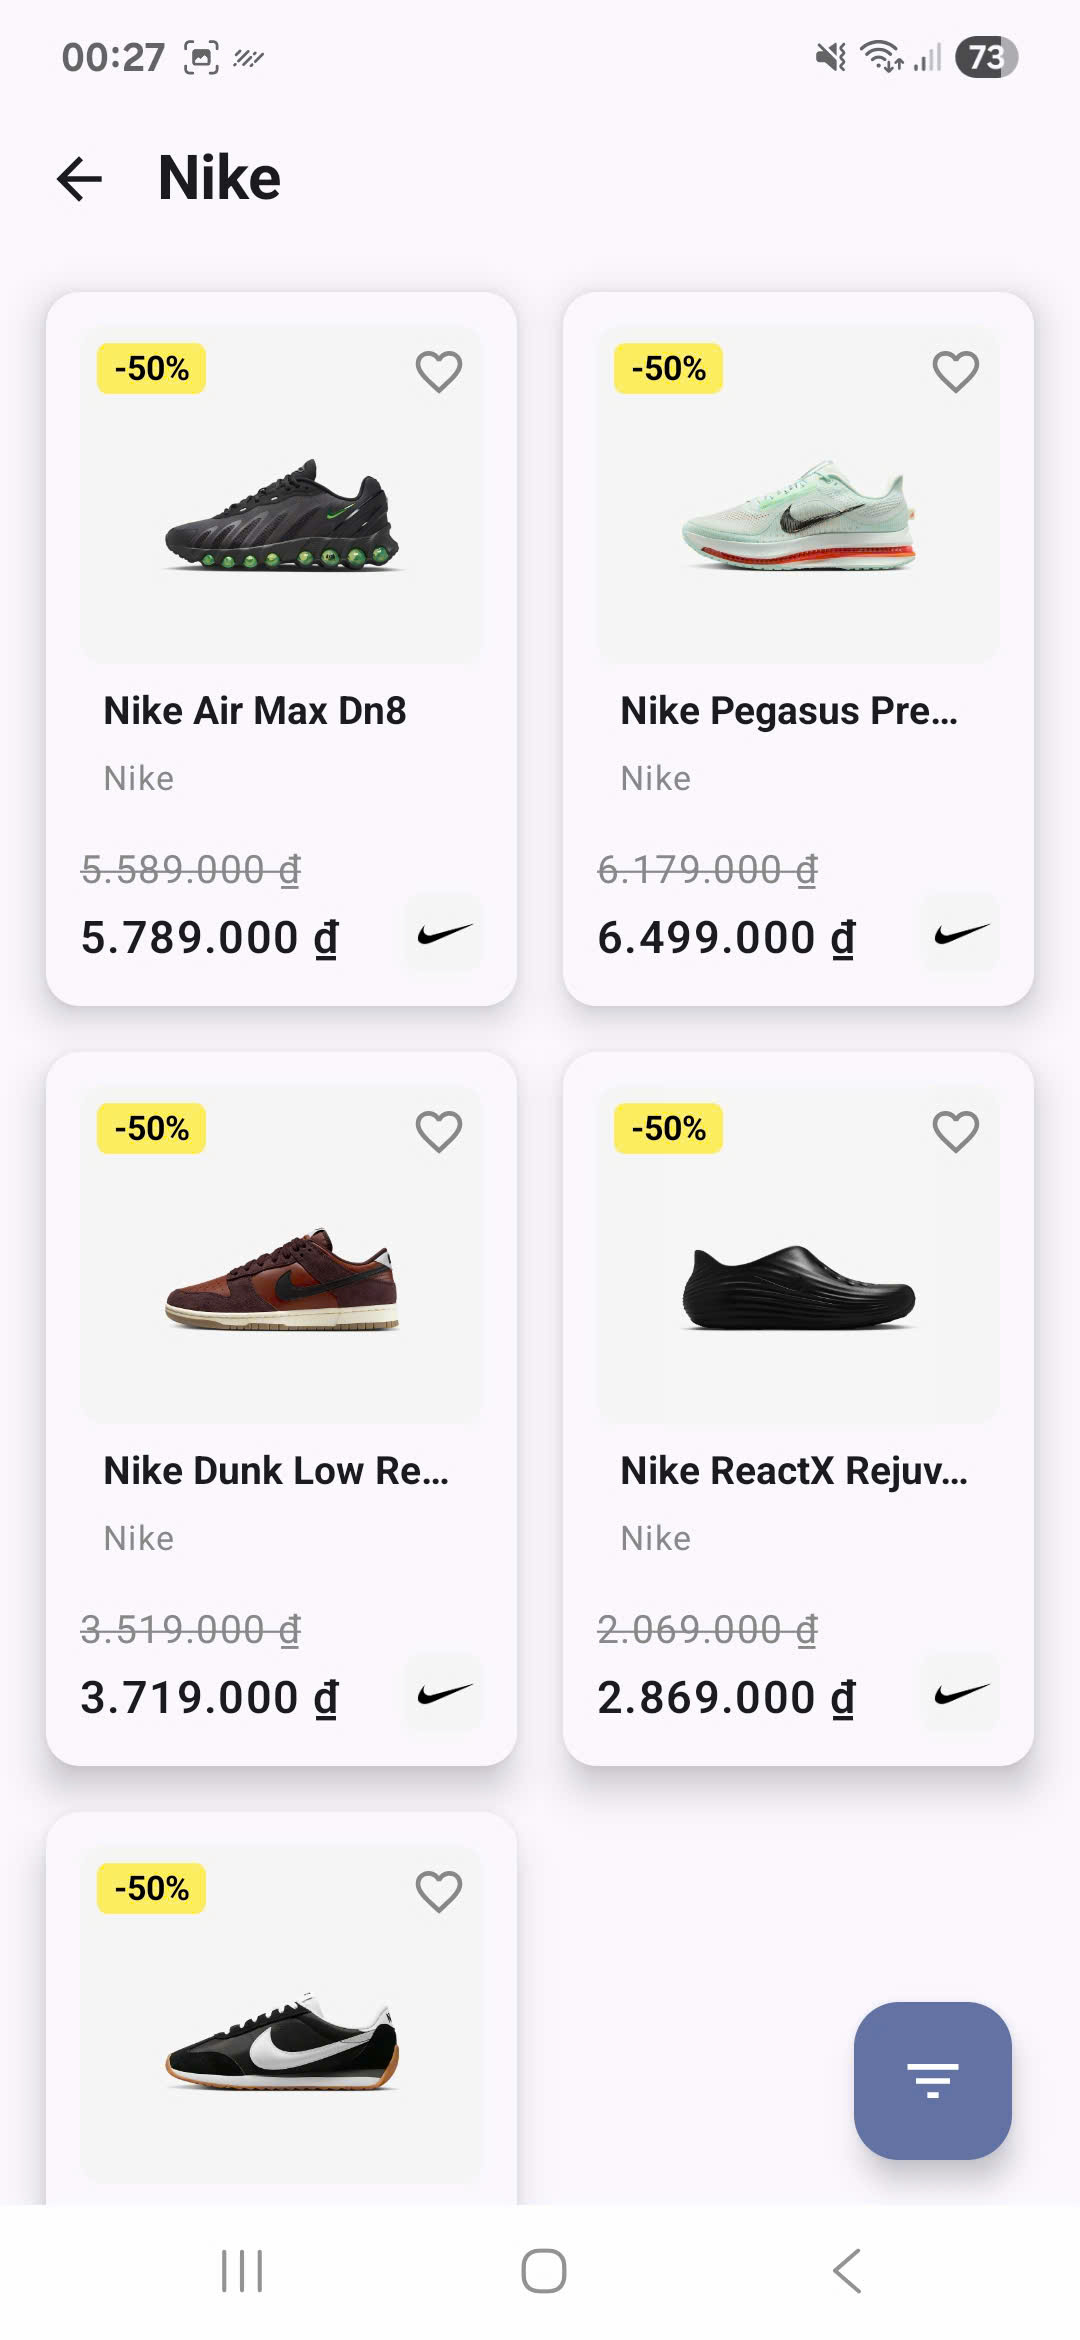 00:27
73
Nike
-50%
-50%
Nike Air Max Dn8
Nike Pegasus Pre...
Nike
Nike
5.589.000 ₫
6.179.000 ₫
5.789.000 ₫
6.499.000 ₫
-50%
-50%
Nike Dunk Low Re...
Nike ReactX Rejuv...
Nike
Nike
3.519.000 ₫
2.069.000 ₫
3.719.000 ₫
2.869.000 ₫
-50%